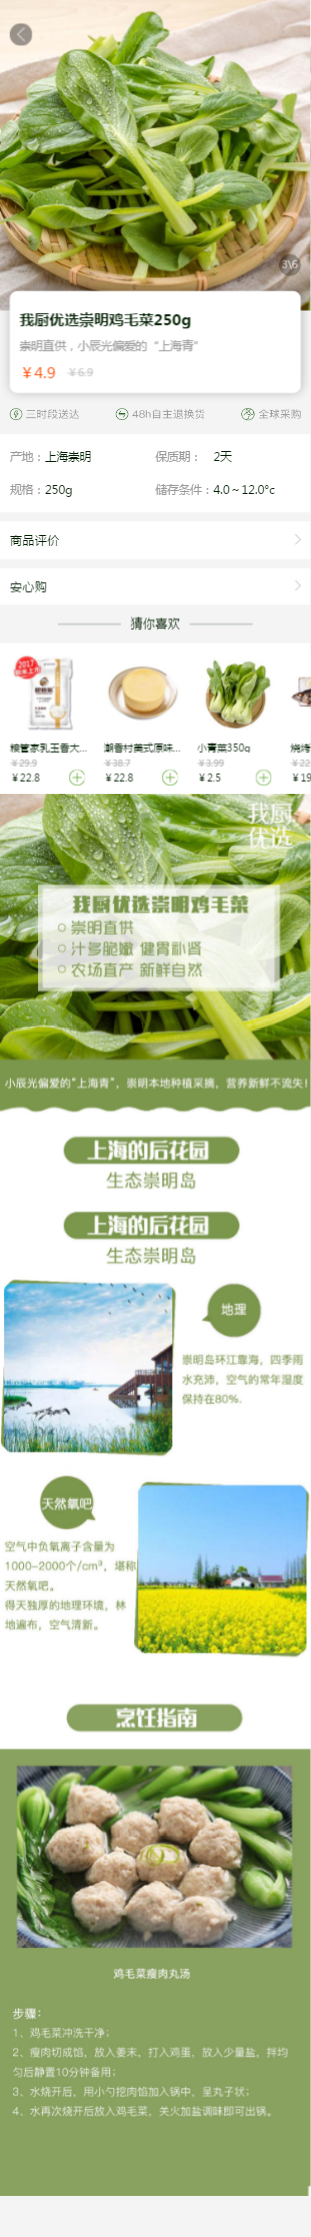 3\6
我厨优选崇明鸡毛菜250g
崇明直供，小辰光偏爱的“上海青”
￥4.9 ￥6.9
三时段送达 48h自主退换货 全球采购
产地：上海崇明 保质期： 2天
规格：250g 储存条件：4.0～12.0°c
商品评价
安心购
猜你喜欢
2017
粮管家乳玉香大... 潮香村美式原味... 小青菜350g 烧烤
￥29.9 ￥38.7 ￥3.99 ￥22
￥22.8 ￥22.8 ￥2.5 ￥19
我厨
优选
我厨优选崇明鸡毛菜
崇明直供
汁多脆嫩 健胃补肾
农场直产 新鲜自然
小辰光偏爱的“上海青”，崇明本地种植采摘，营养新鲜不流失！
上海的后花园
生态崇明岛
上海的后花园
生态崇明岛
地理
崇明岛环江靠海，四季雨
水充沛，空气的常年湿度
保持在80%.
天然氧吧
空气中负氧离子含量为
1000-2000个/cm³，堪称
天然氧吧。
得天独厚的地理环境，林
地遍布，空气清新。
烹饪指南
鸡毛菜瘦肉丸汤
步骤：
1、鸡毛菜冲洗干净；
2、瘦肉切成馅，放入姜末，打入鸡蛋，放入少量盐，拌均
匀后静置10分钟备用；
3、水烧开后，用小勺挖肉馅加入锅中，呈丸子状；
4、水再次烧开后放入鸡毛菜，关火加盐调味即可出锅。